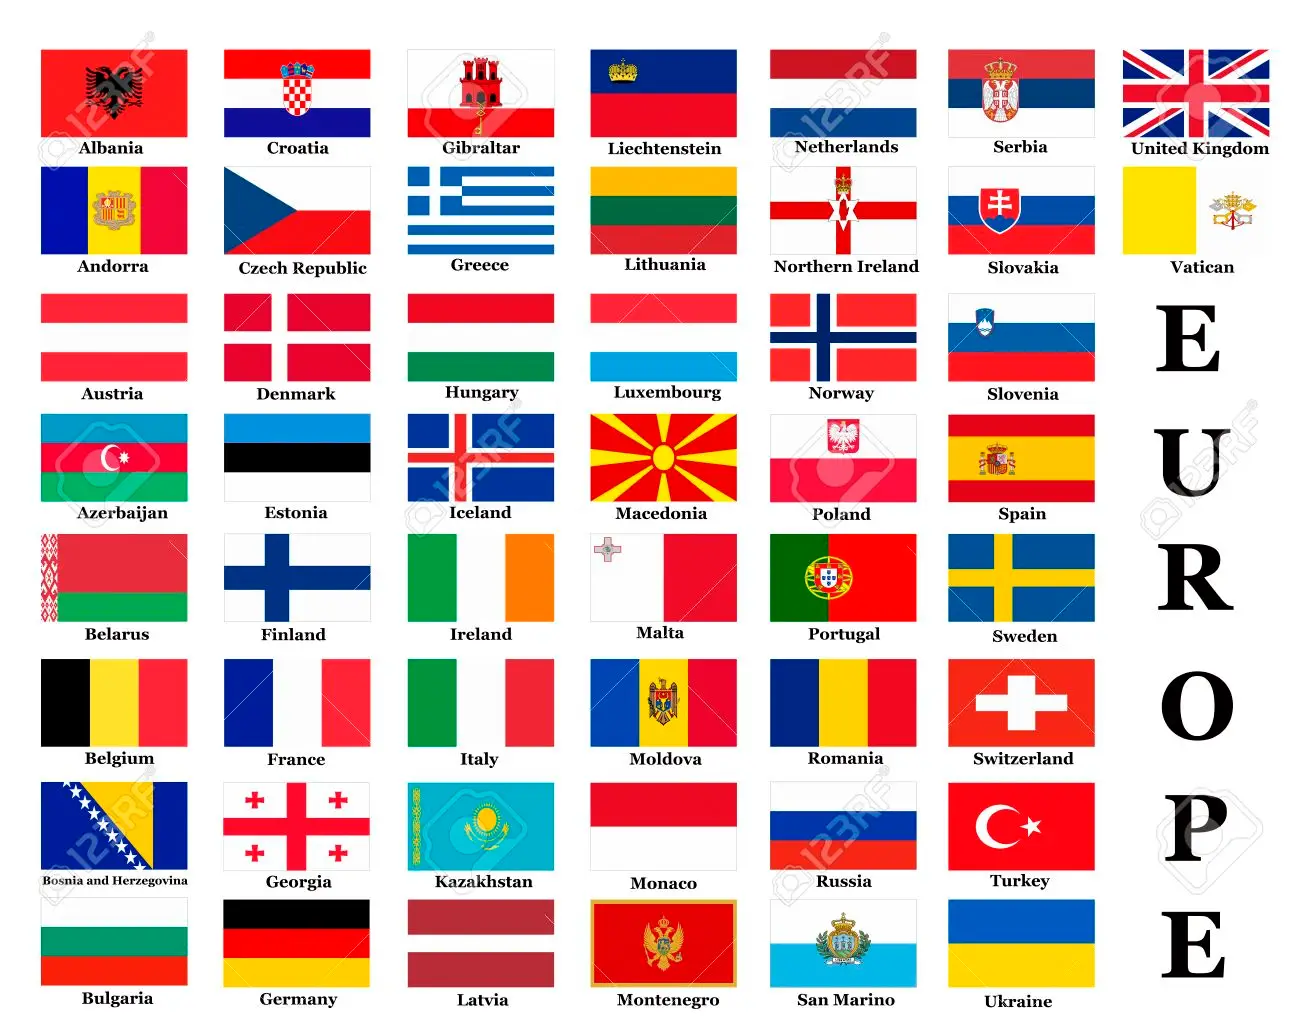 Albania
Croatia
Gibraltar
Liechtenstein
Netherlands
Serbia
United Kingdom
Andorra
Czech Republic
Greece
Lithuania
Northern Ireland
Slovakia
Vatican
Austria
Denmark
Hungary
Luxembourg
Norway
Slovenia
Azerbaijan
Estonia
Iceland
Macedonia
Poland
Spain
Belarus
Finland
Ireland
Malta
Portugal
Sweden
Belgium
France
Italy
Moldova
Romania
Switzerland
Bosnia and Herzegovina
Georgia
Kazakhstan
Monaco
Russia
Turkey
Bulgaria
Germany
Latvia
Montenegro
San Marino
Ukraine
E
U
R
O
P
E
123RF